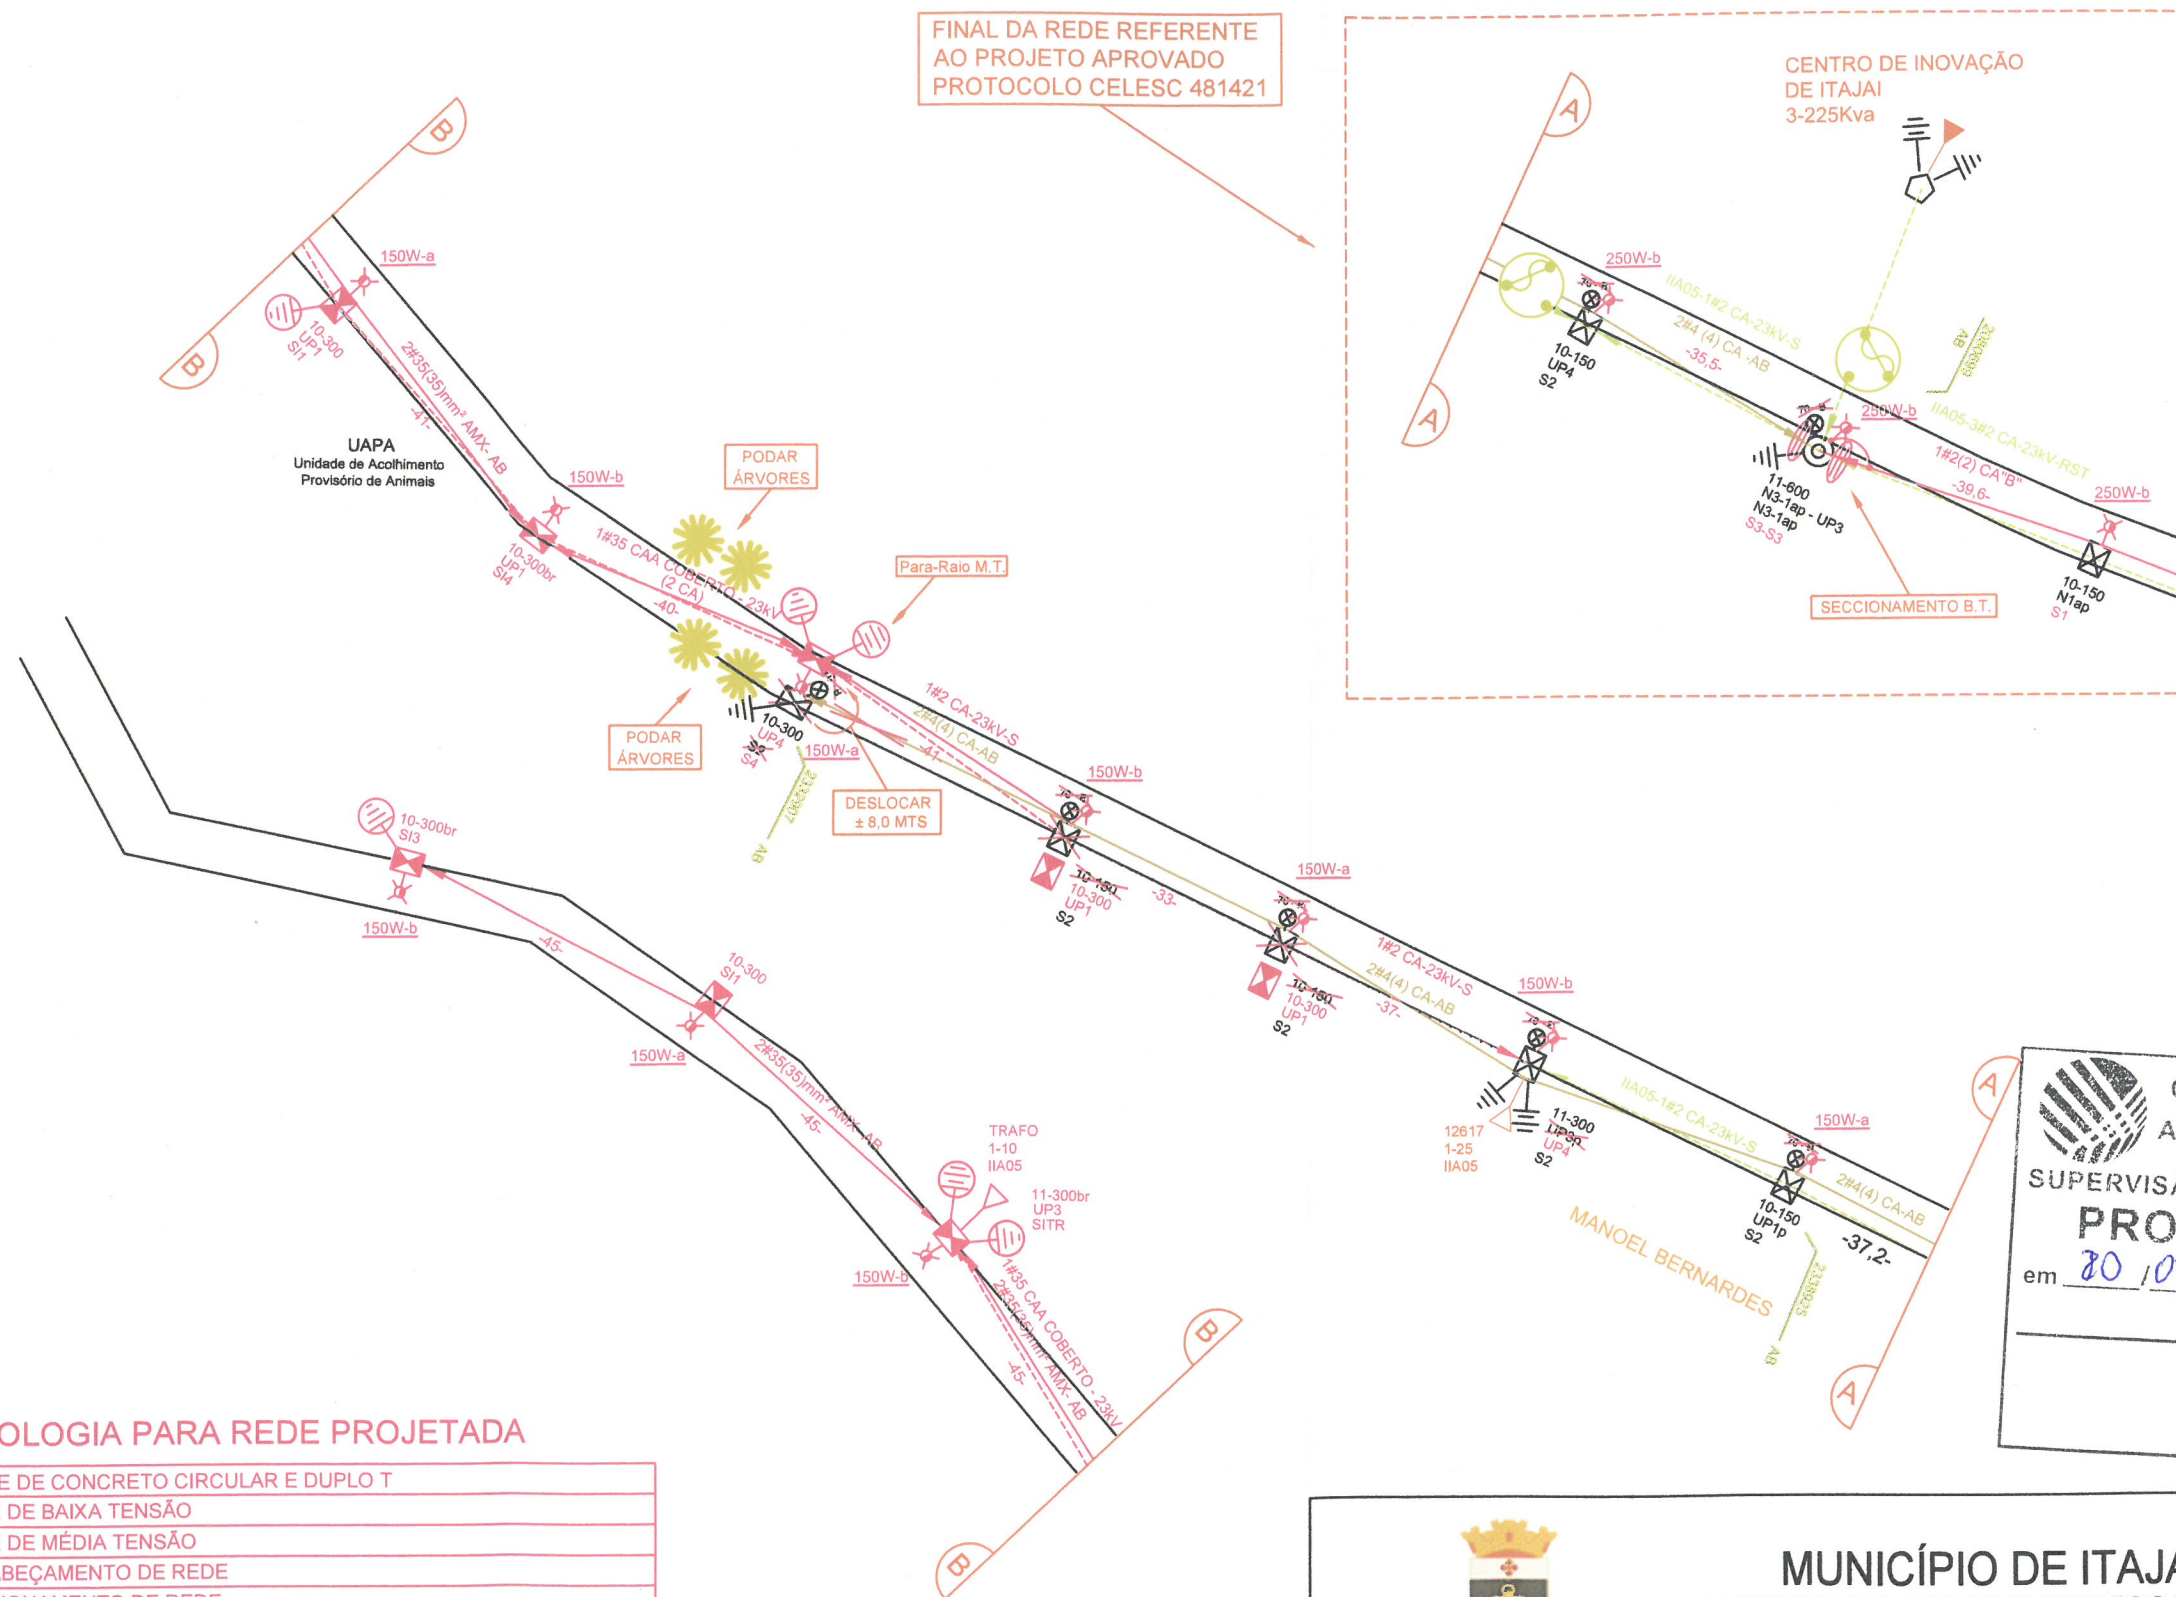 FINAL DA REDE REFERENTE
AO PROJETO APROVADO
PROTOCOLO CELESC 481421
CENTRO DE INOVAÇÃO
DE ITAJAI
3-225Kva
A
A
250W-b
IIA05-1#2 CA-23kV-S
2#4 (4) CA -AB
-35,5-
10-150
UP4
S2
AB
250W-b
IIA05-3#2 CA-23kV-RST
1#2(2) CA"B"
-39,6-
250W-b
11-600
N3-1ap - UP3
N3-1ap
S3-S3
10-150
N1ap
S1
SECCIONAMENTO B.T.
B
B
150W-a
10-300
UP1
SI1
2#35(35)mm² AMX- AB
-41-
UAPA
Unidade de Acolhimento
Provisório de Animais
150W-b
10-300br
UP1
SI4
PODAR
ÁRVORES
1#35 CAA COBERTO - 23kV
(2 CA)
-40-
Para-Raio M.T.
1#2 CA-23kV-S
2#4(4) CA-AB
-41-
10-300
UP4
S4
150W-a
PODAR
ÁRVORES
AB
DESLOCAR
± 8,0 MTS
150W-b
10-150
10-300
UP1
S2
-33-
150W-a
10-150
10-300
UP1
S2
1#2 CA-23kV-S
2#4(4) CA-AB
-37-
150W-b
12617
1-25
IIA05
11-300
UP3p
UP4
S2
IIA05-1#2 CA-23kV-S
150W-a
10-150
UP1p
S2
2#4(4) CA-AB
-37,2-
MANOEL BERNARDES
AB
A
A
10-300br
SI3
150W-b
-45-
10-300
SI1
150W-a
2#35(35)mm² AMX- AB
-45-
TRAFO
1-10
IIA05
11-300br
UP3
SITR
150W-b
1#35 CAA COBERTO - 23kV
2#35(35)mm² AMX- AB
-45-
B
B
A
SUPERVISA
PRO
em 20 /0
OLOGIA PARA REDE PROJETADA
E DE CONCRETO CIRCULAR E DUPLO T
DE BAIXA TENSÃO
DE MÉDIA TENSÃO
ABEÇAMENTO DE REDE
MUNICÍPIO DE ITAJA